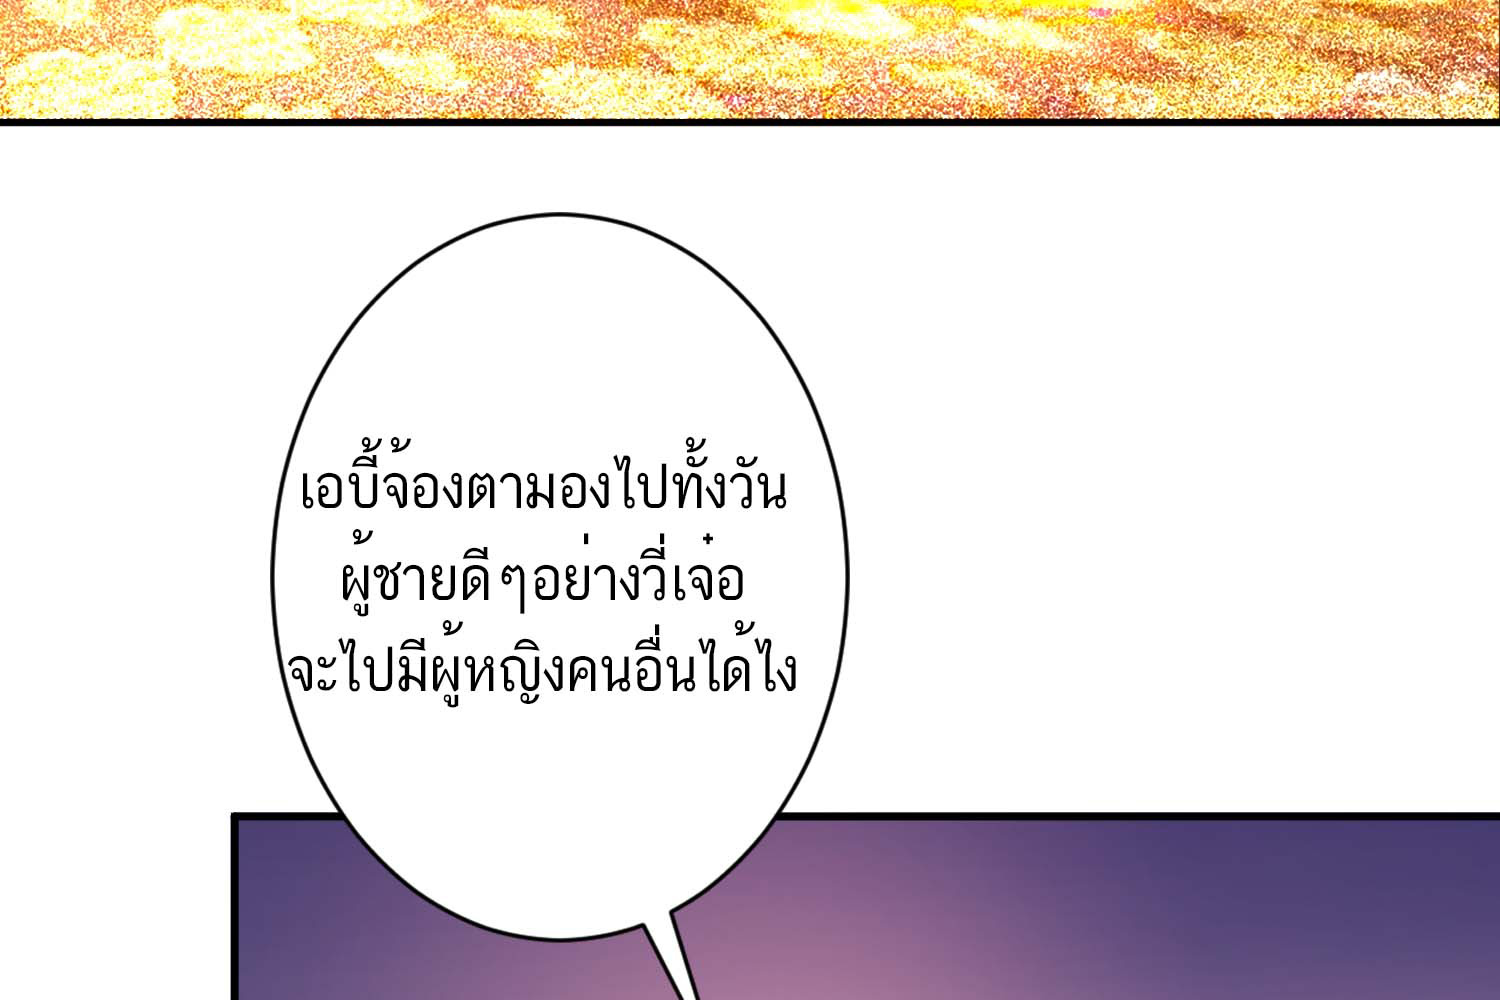 เอบี้จ้องตามองไปทั้งวัน
ผู้ชายดีๆอย่างวี่เจ๋อ
จะไปมีผู้หญิงคนอื่นได้ไง